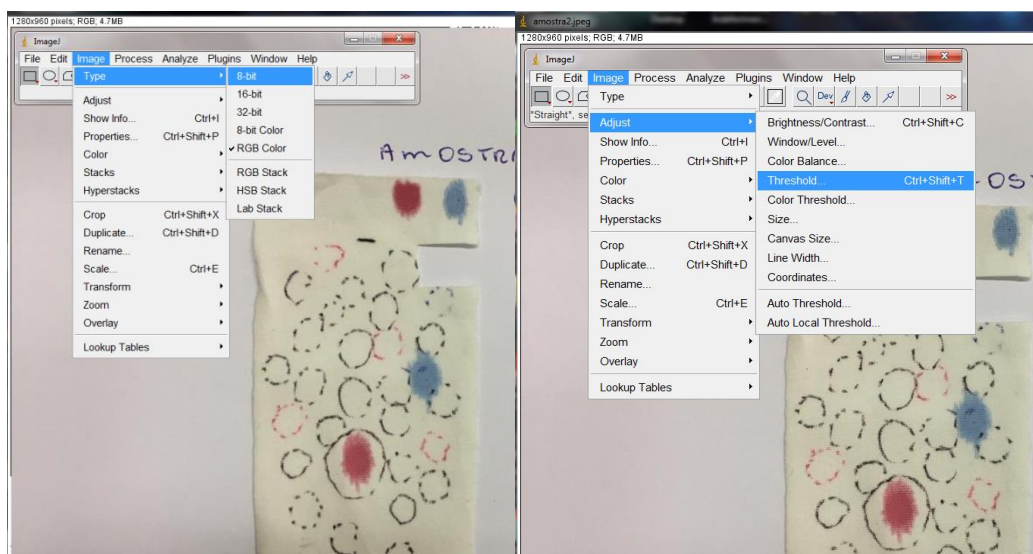 1280x960 pixels; RGB; 4.7MB
ImageJ
File Edit Image Process Analyze Plugins Window Help
Type
8-bit
16-bit
32-bit
8-bit Color
RGB Color
RGB Stack
HSB Stack
Lab Stack
Adjust
Show Info... Ctrl+I
Properties... Ctrl+Shift+P
Color
Stacks
Hyperstacks
Crop Ctrl+Shift+X
Duplicate... Ctrl+Shift+D
Rename...
Scale... Ctrl+E
Transform
Zoom
Overlay
Lookup Tables
AMOSTRA
amostra2.jpeg
1280x960 pixels; RGB; 4.7MB
ImageJ
File Edit Image Process Analyze Plugins Window Help
Dev
*Straight*, se
Type
Adjust
Brightness/Contrast... Ctrl+Shift+C
Window/Level...
Color Balance...
Threshold... Ctrl+Shift+T
Color Threshold...
Size...
Canvas Size...
Line Width...
Coordinates...
Auto Threshold...
Auto Local Threshold...
Show Info... Ctrl+I
Properties... Ctrl+Shift+P
Color
Stacks
Hyperstacks
Crop Ctrl+Shift+X
Duplicate... Ctrl+Shift+D
Rename...
Scale... Ctrl+E
Transform
Zoom
Overlay
Lookup Tables
OS